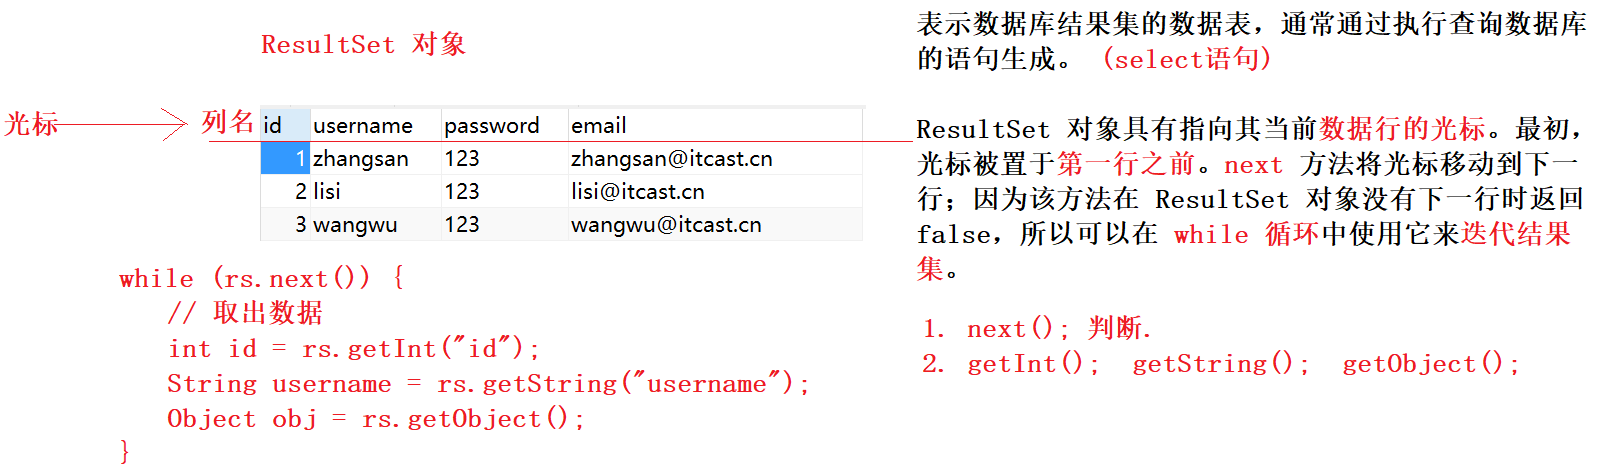 ResultSet 对象
光标
列名 id username password email
1 zhangsan 123 zhangsan@itcast.cn
2 lisi 123 lisi@itcast.cn
3 wangwu 123 wangwu@itcast.cn
while (rs.next()) {
// 取出数据
int id = rs.getInt("id");
String username = rs.getString("username");
Object obj = rs.getObject();
}
表示数据库结果集的数据表，通常通过执行查询数据库
的语句生成。 (select语句)
ResultSet 对象具有指向其当前数据行的光标。最初，
光标被置于第一行之前。next 方法将光标移动到下一
行；因为该方法在 ResultSet 对象没有下一行时返回
false，所以可以在 while 循环中使用它来迭代结果
集。
1. next(); 判断.
2. getInt(); getString(); getObject();